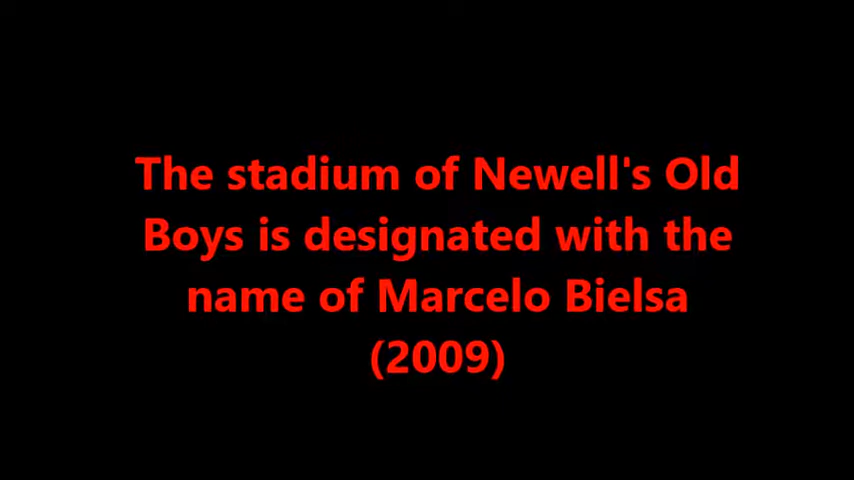 The stadium of Newell's Old
Boys is designated with the
name of Marcelo Bielsa
(2009)